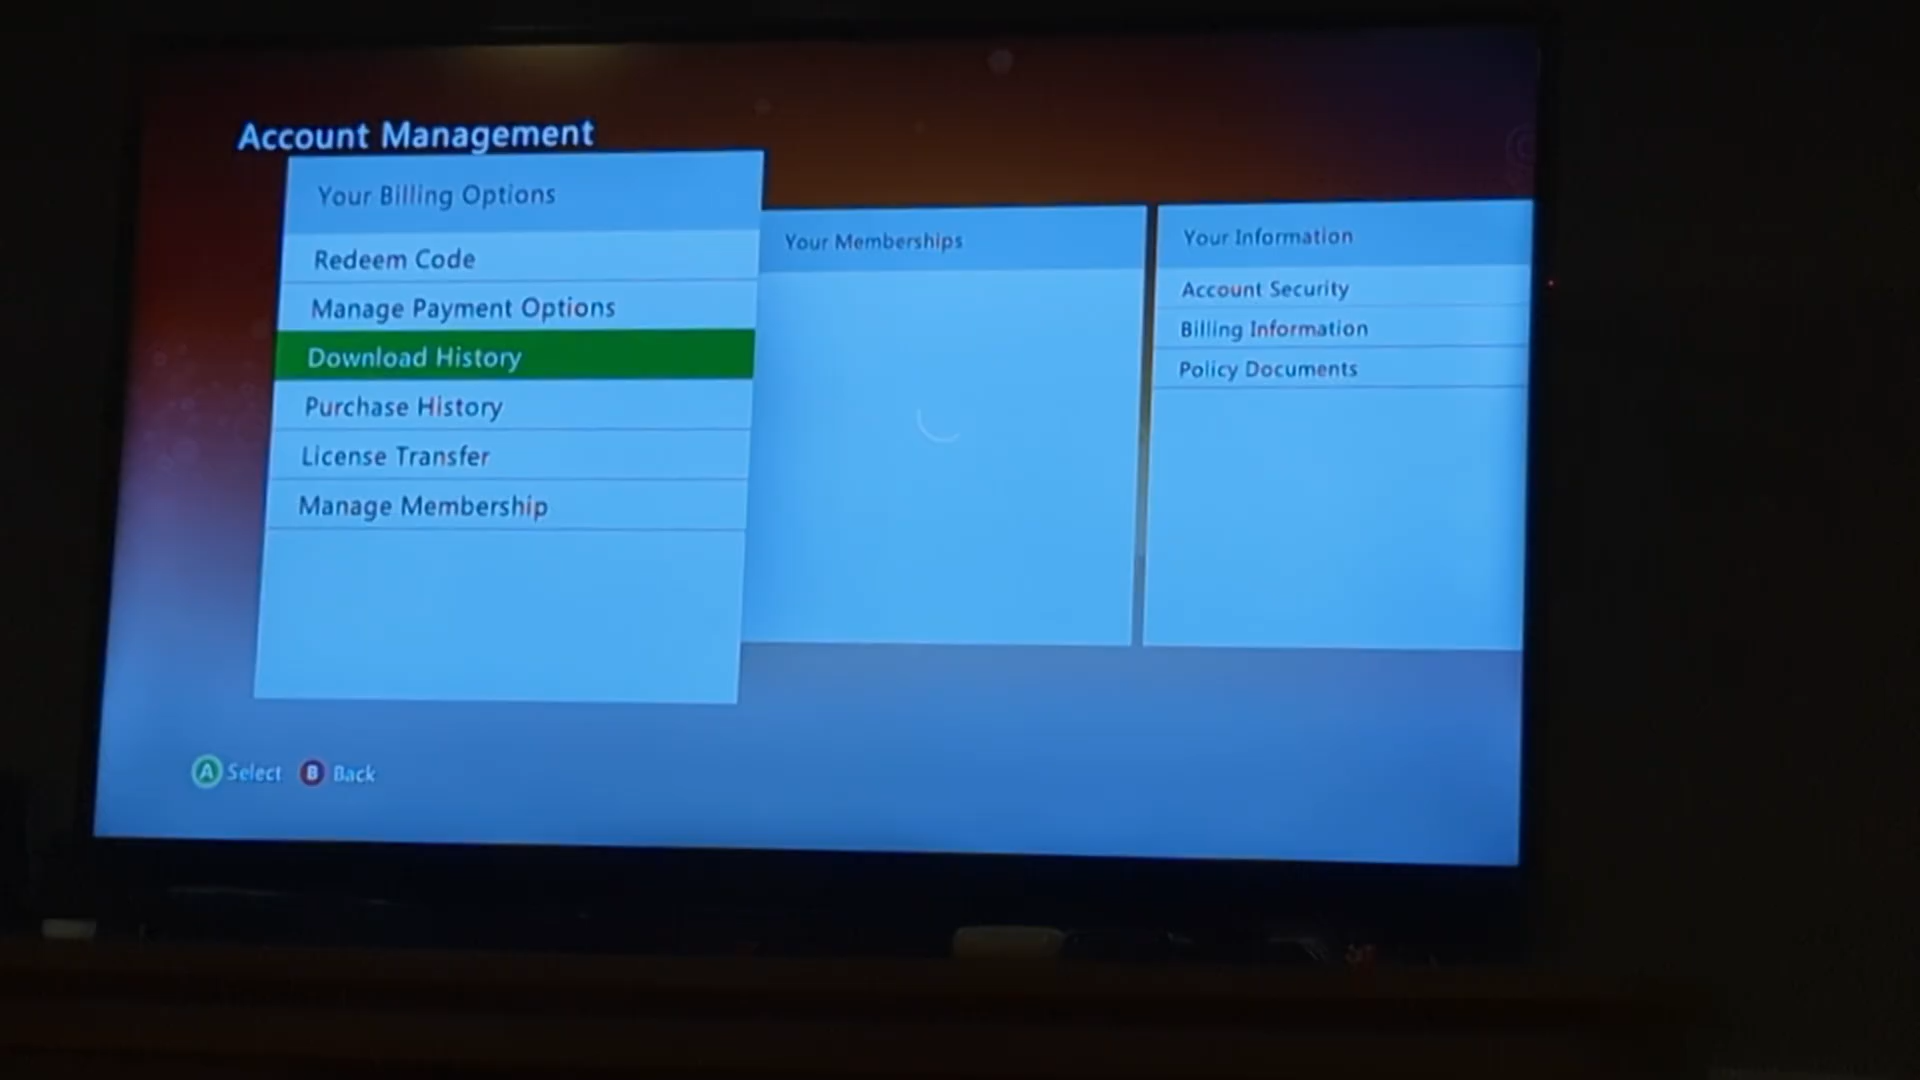 Account Management
Your Billing Options
Redeem Code
Manage Payment Options
Download History
Purchase History
License Transfer
Manage Membership
Your Memberships
Your Information
Account Security
Billing Information
Policy Documents
A Select B Back